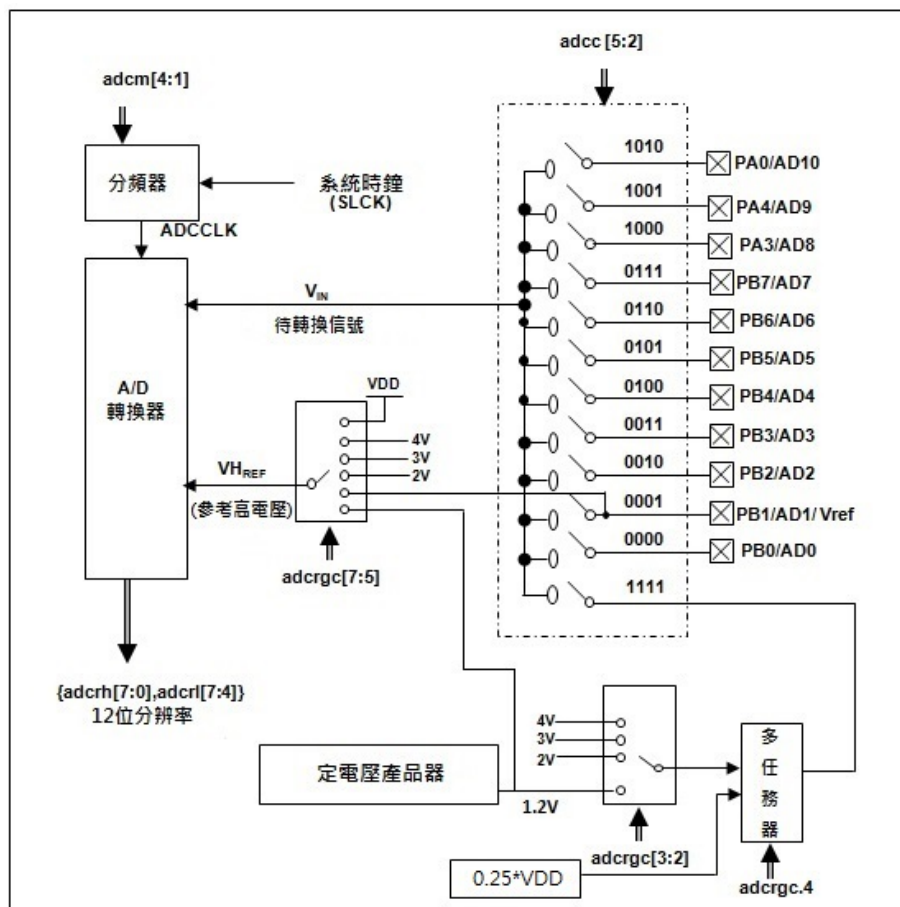 adcc [5:2]
adcm[4:1]
分頻器
系統時鐘
(SLCK)
ADCCLK
1010
PA0/AD10
1001
PA4/AD9
1000
PA3/AD8
0111
PB7/AD7
0110
PB6/AD6
0101
PB5/AD5
0100
PB4/AD4
0011
PB3/AD3
0010
PB2/AD2
0001
PB1/AD1/ Vref
0000
PB0/AD0
1111
VIN
待轉換信號
A/D
轉換器
VDD
4V
3V
2V
VHREF
(參考高電壓)
adcrgc[7:5]
{adcrh[7:0],adcrl[7:4]}
12位分辨率
定電壓產品器
1.2V
4V
3V
2V
adcrgc[3:2]
多任務器
0.25*VDD
adcrgc.4